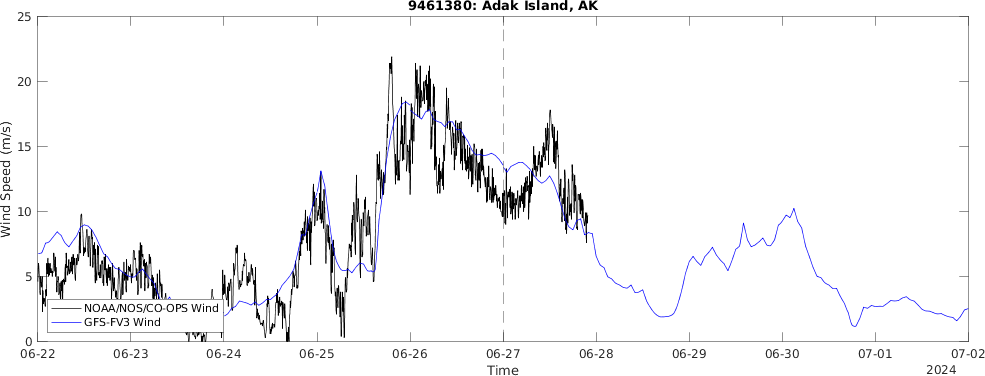 9461380: Adak Island, AK
Wind Speed (m/s)
25
20
15
10
5
0
NOAA/NOS/CO-OPS Wind
GFS-FV3 Wind
06-22 06-23 06-24 06-25 06-26 06-27 06-28 06-29 06-30 07-01 07-02
Time
2024